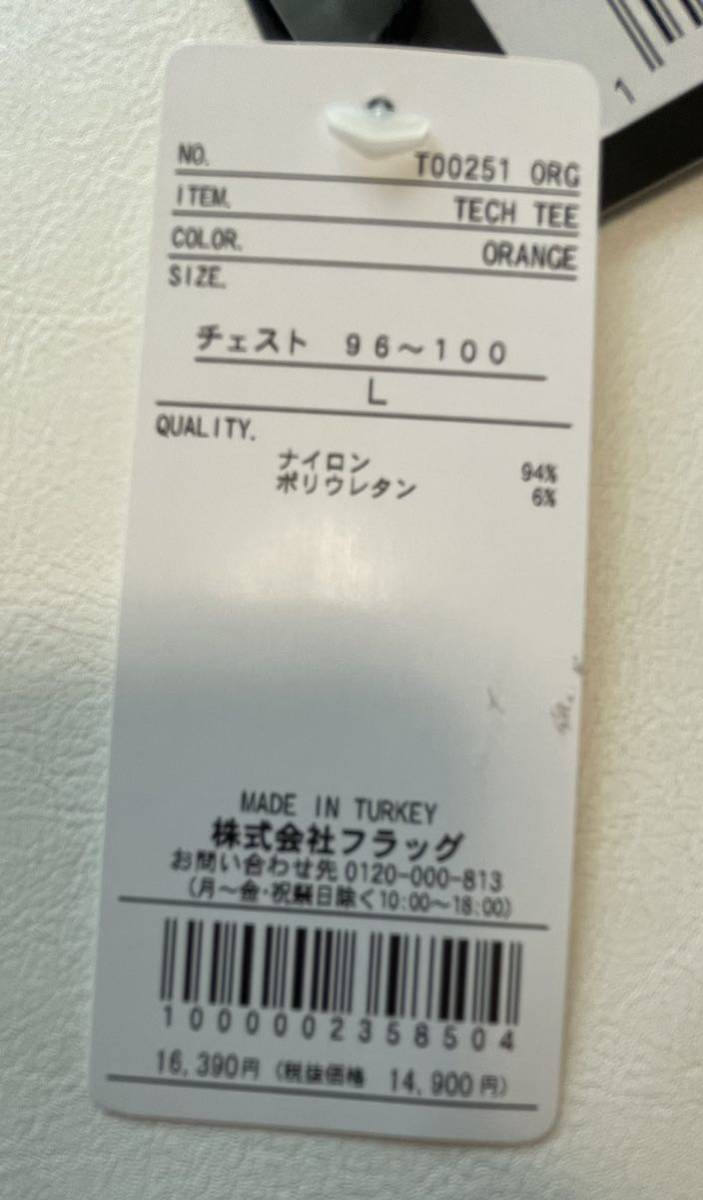 NO. T00251 ORG
ITEM. TECH TEE
COLOR. ORANGE
SIZE.
チェスト 96～100
L
QUALITY.
ナイロン 94%
ポリウレタン 6%
MADE IN TURKEY
株式会社フラッグ
お問い合わせ先 0120-000-813
(月～金・祝祭日除く10:00～18:00)
1000002358504
16,390円 (税抜価格 14,900円)
1